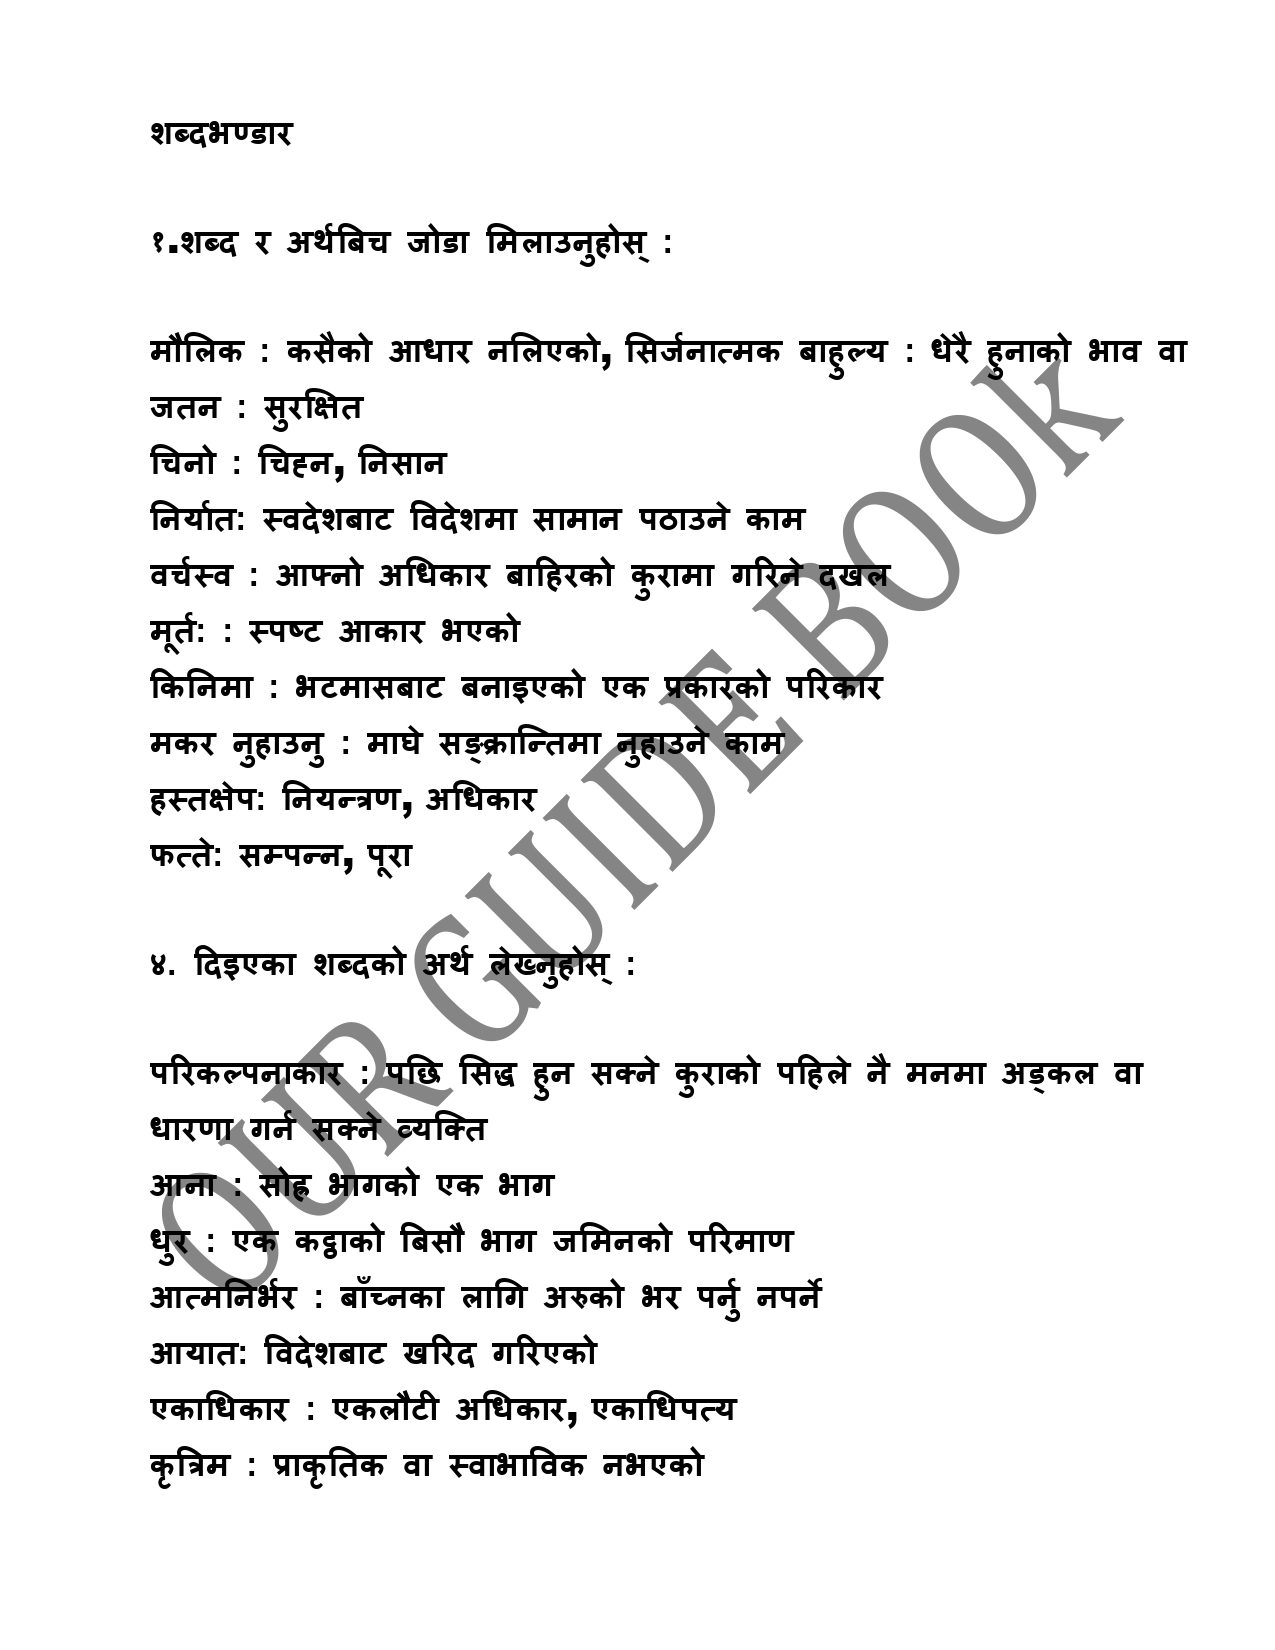 शब्दभण्डार
१.शब्द र अर्थबिच जोडा मिलाउनुहोस् :
मौलिक : कसैको आधार नलिएको, सिर्जनात्मक बाहुल्य : धेरै हुनाको भाव वा
जतन : सुरक्षित
चिनो : चिह्न, निसान
निर्यात: स्वदेशबाट विदेशमा सामान पठाउने काम
वर्चस्व : आफ्नो अधिकार बाहिरको कुरामा गरिने दखल
मूर्त: : स्पष्ट आकार भएको
किनिमा : भटमासबाट बनाइएको एक प्रकारको परिकार
मकर नुहाउनु : माघे सङ्क्रान्तिमा नुहाउने काम
हस्तक्षेप: नियन्त्रण, अधिकार
फत्ते: सम्पन्न, पूरा
४. दिइएका शब्दको अर्थ लेख्नुहोस् :
परिकल्पनाकार : पछि सिद्ध हुन सक्ने कुराको पहिले नै मनमा अड्कल वा
धारणा गर्न सक्ने व्यक्ति
आना : सोह्र भागको एक भाग
धुर : एक कट्ठाको बिसौ भाग जमिनको परिमाण
आत्मनिर्भर : बाँच्नका लागि अरुको भर पर्नु नपर्ने
आयात: विदेशबाट खरिद गरिएको
एकाधिकार : एकलौटी अधिकार, एकाधिपत्य
कृत्रिम : प्राकृतिक वा स्वाभाविक नभएको
OUR GUIDE BOOK